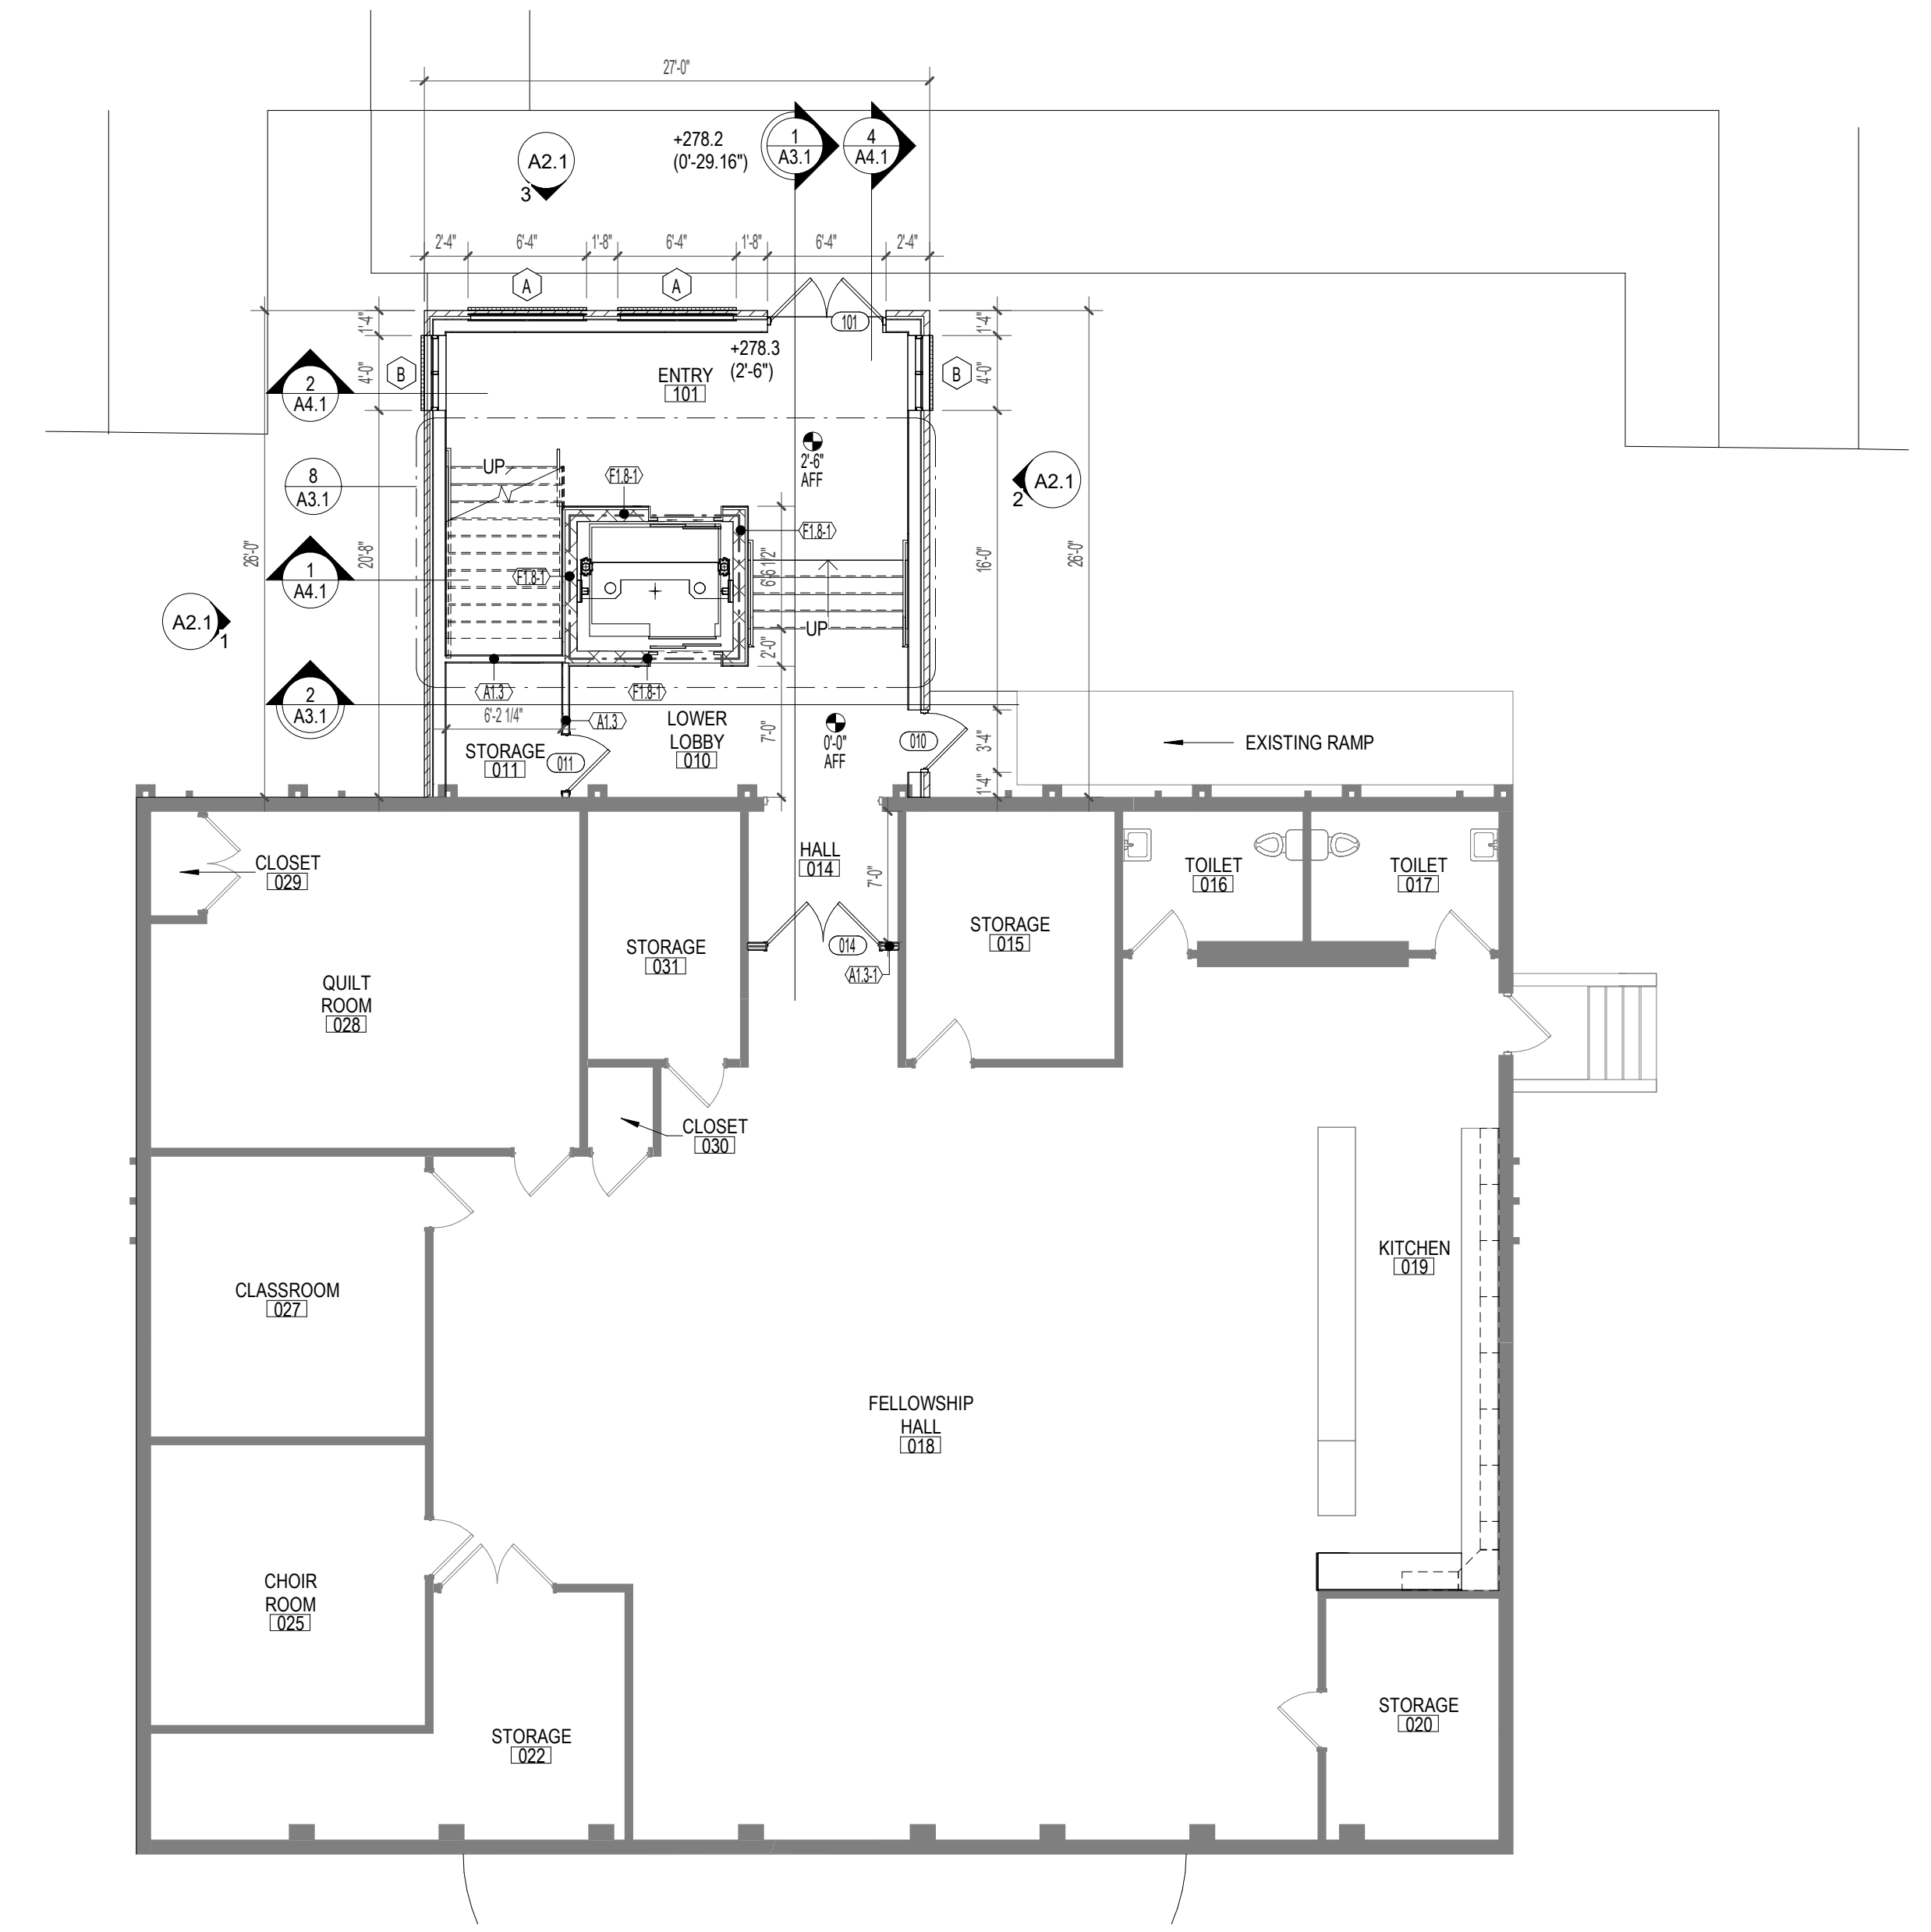 27'-0"
1
A3.1
4
A4.1
+278.2
(0'-29.16")
A2.1
3
2'-4"
6'-4"
1'-8"
6'-4"
1'-8"
6'-4"
2'-4"
A
A
101
1'-4"
1'-4"
+278.3
(2'-6")
B
4'-0"
ENTRY
101
B
4'-0"
2
A4.1
2'-6"
AFF
UP
F1.8-1
8
A3.1
A2.1
2
F1.8-1
26'-0"
20'-8"
6'-6 1/2"
16'-0"
26'-0"
1
A4.1
F1.8-1
A2.1
1
UP
2'-0"
2
A3.1
A1.3
F1.8-1
6'-2 1/4"
A1.3
LOWER
LOBBY
010
7'-0"
0'-0"
AFF
010
3'-4"
EXISTING RAMP
STORAGE
011
011
1'-4"
CLOSET
029
HALL
014
7'-0"
TOILET
016
TOILET
017
STORAGE
031
014
STORAGE
015
A1.3-1
QUILT
ROOM
028
CLOSET
030
KITCHEN
019
CLASSROOM
027
FELLOWSHIP
HALL
018
CHOIR
ROOM
025
STORAGE
022
STORAGE
020